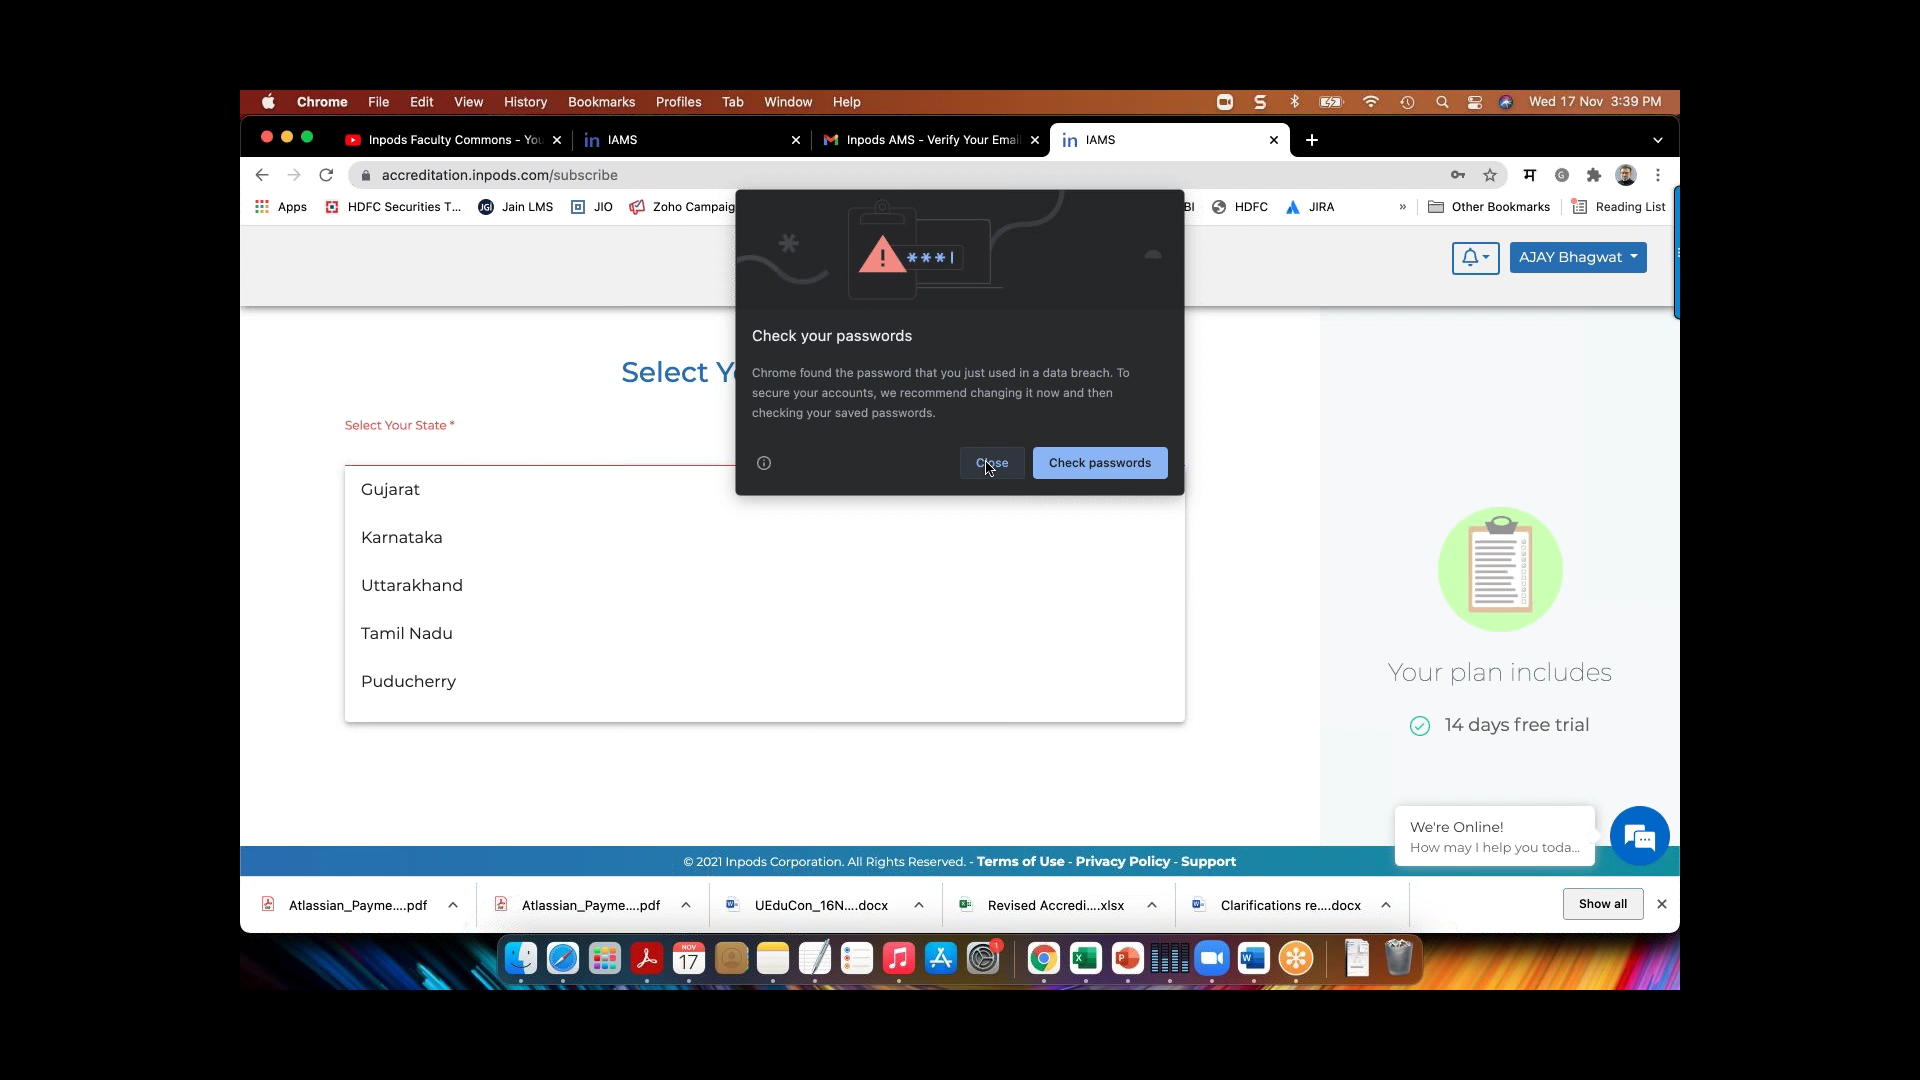 Chrome File Edit View History Bookmarks Profiles Tab Window Help Wed 17 Nov 3:39 PM
Inpods Faculty Commons - You IAMS Inpods AMS - Verify Your Email IAMS
accreditation.inpods.com/subscribe
Apps HDFC Securities T... Jain LMS JIO Zoho Campaig BI HDFC JIRA » Other Bookmarks Reading List
AJAY Bhagwat
***|
Check your passwords
Chrome found the password that you just used in a data breach. To
secure your accounts, we recommend changing it now and then
checking your saved passwords.
Close Check passwords
Select Y
Select Your State *
Gujarat
Karnataka
Uttarakhand
Tamil Nadu
Puducherry
Your plan includes
14 days free trial
We're Online!
How may I help you toda...
© 2021 Inpods Corporation. All Rights Reserved. - Terms of Use - Privacy Policy - Support
Atlassian_Payme....pdf Atlassian_Payme....pdf UEduCon_16N....docx Revised Accredi....xlsx Clarifications re....docx Show all
NOV
17
1